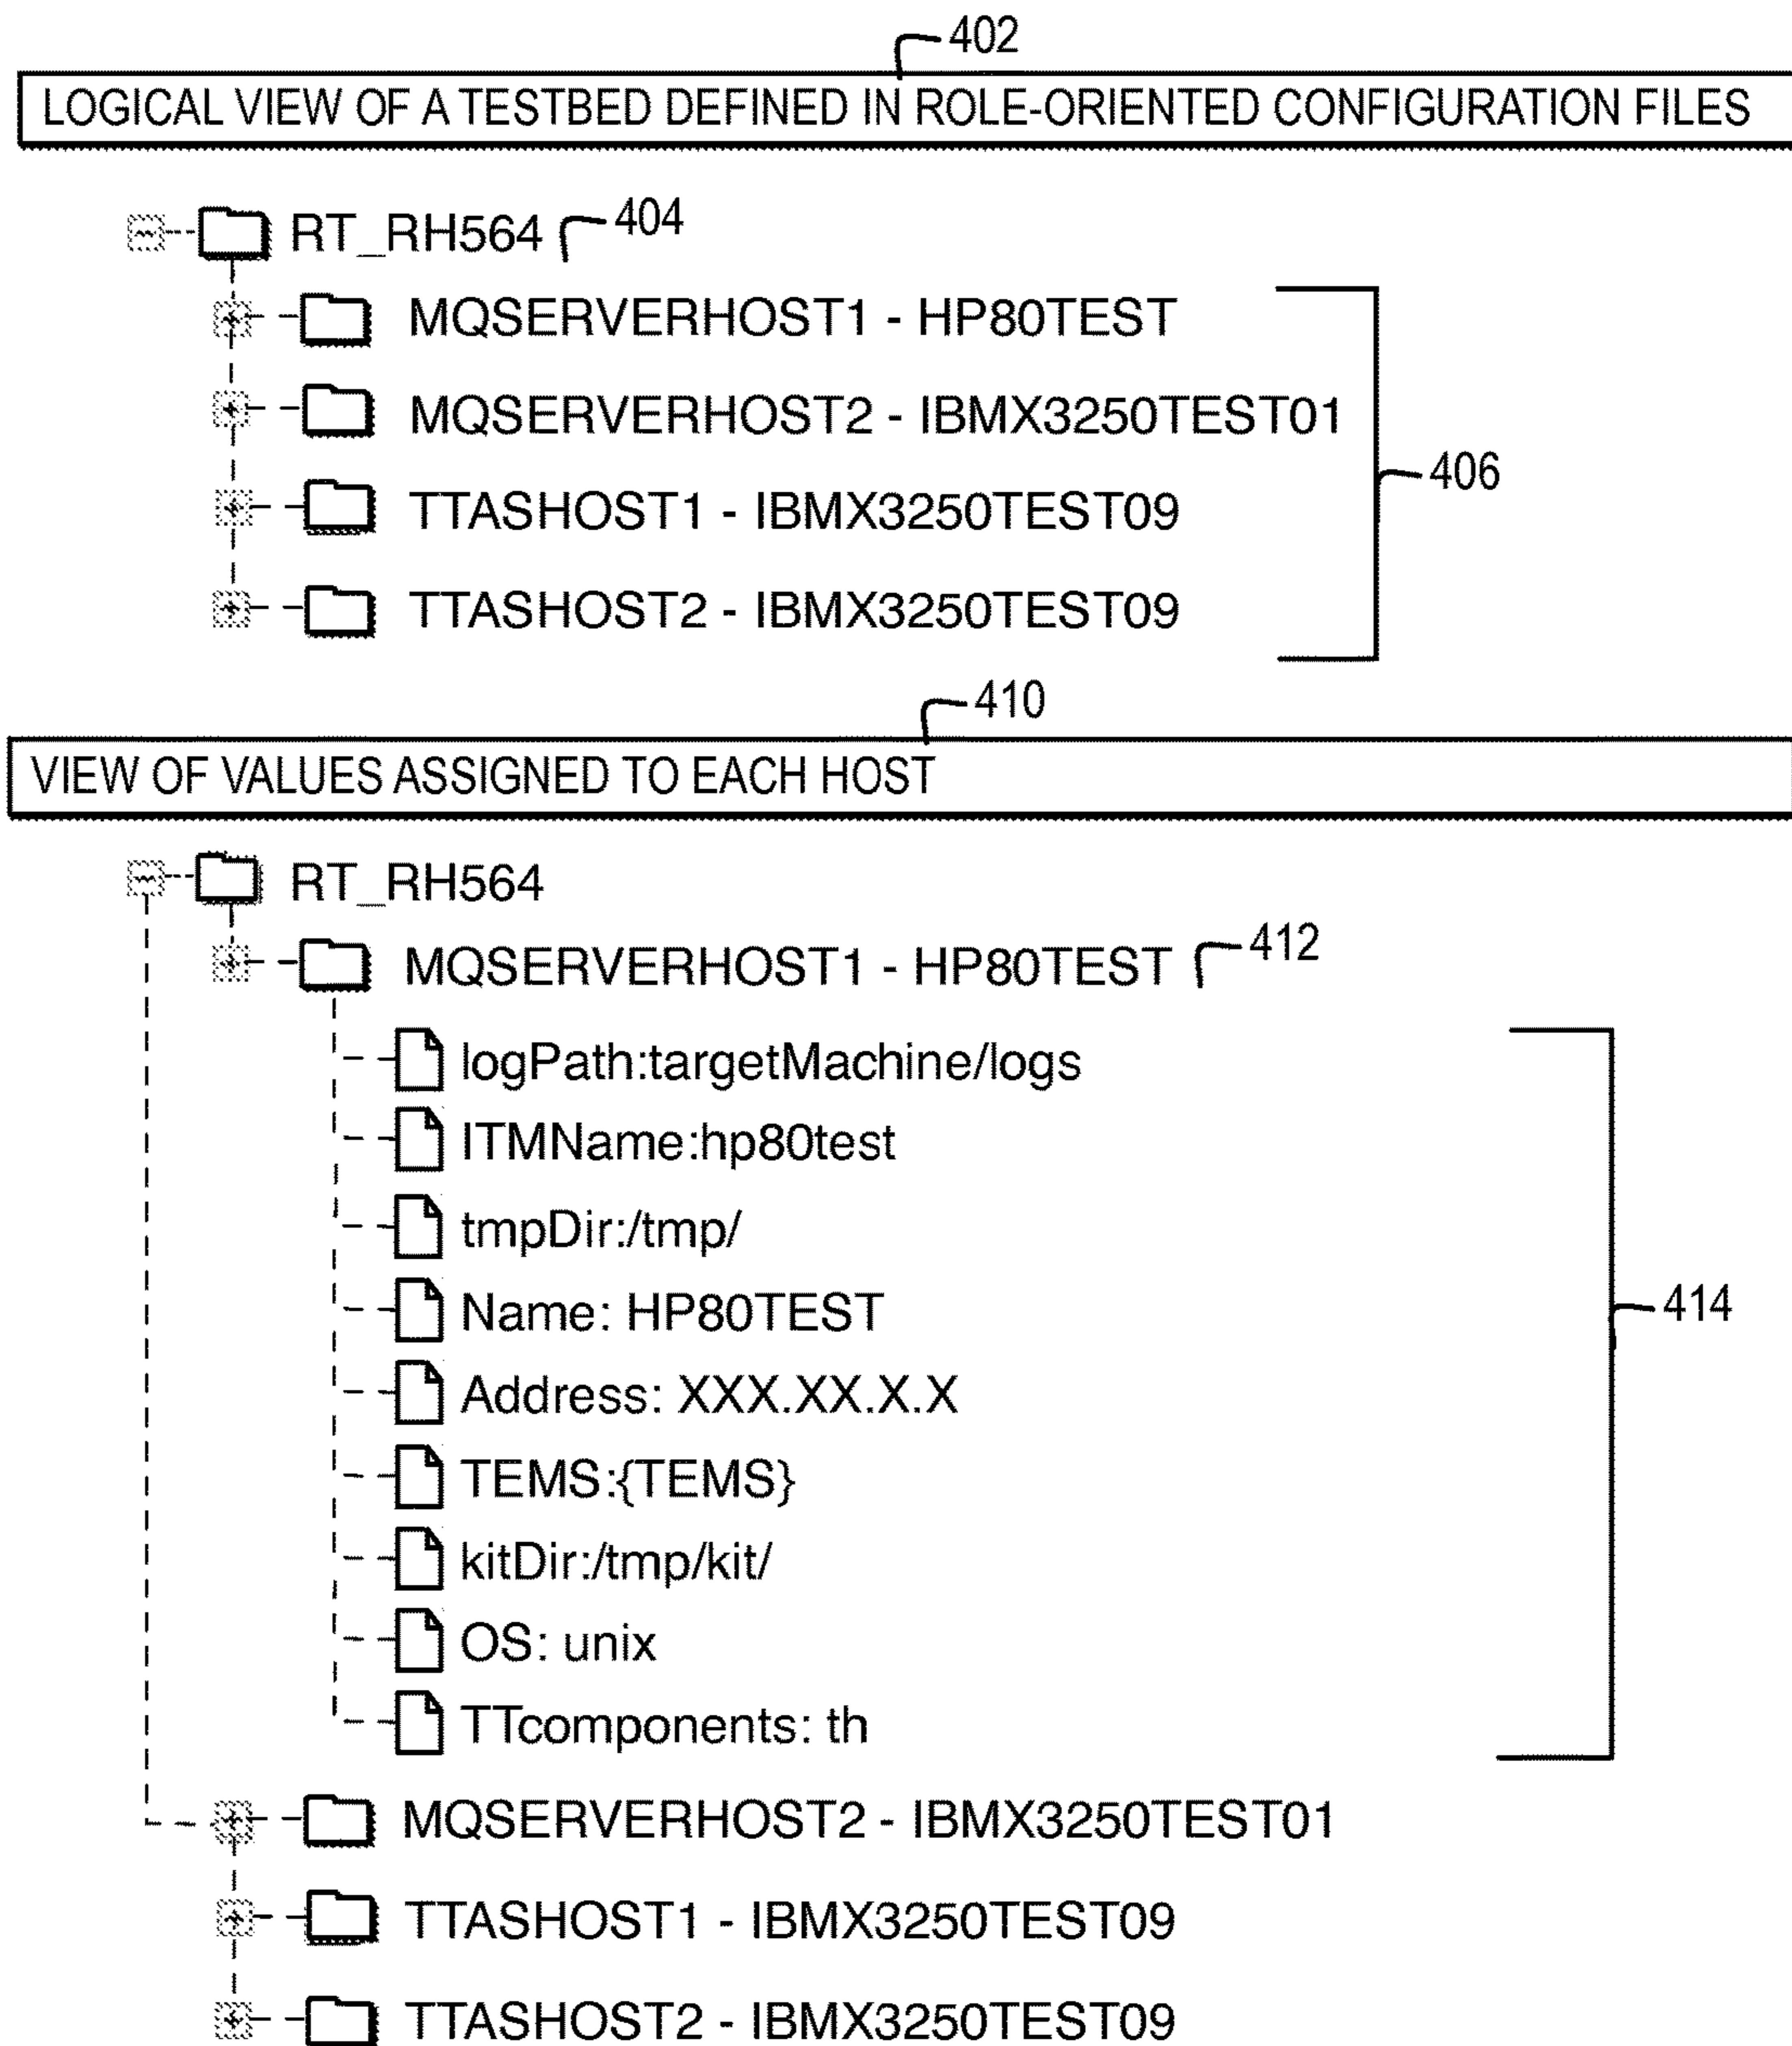 402
LOGICAL VIEW OF A TESTBED DEFINED IN ROLE-ORIENTED CONFIGURATION FILES
RT_RH564 404
MQSERVERHOST1 - HP80TEST
MQSERVERHOST2 - IBMX3250TEST01
406
TTASHOST1 - IBMX3250TEST09
TTASHOST2 - IBMX3250TEST09
410
VIEW OF VALUES ASSIGNED TO EACH HOST
RT_RH564
MQSERVERHOST1 - HP80TEST 412
logPath:targetMachine/logs
ITMName:hp80test
tmpDir:/tmp/
Name: HP80TEST
414
Address: XXX.XX.X.X
TEMS:{TEMS}
kitDir:/tmp/kit/
OS: unix
TTcomponents: th
MQSERVERHOST2 - IBMX3250TEST01
TTASHOST1 - IBMX3250TEST09
TTASHOST2 - IBMX3250TEST09